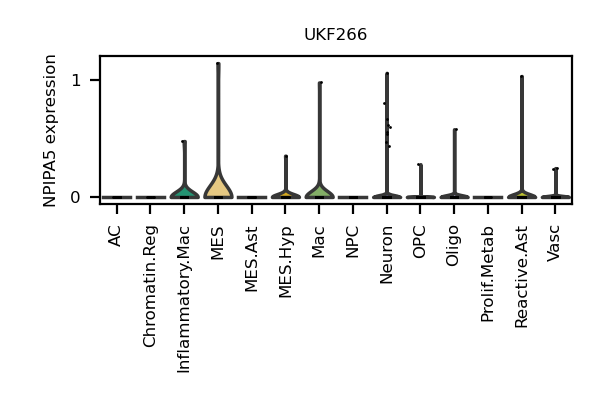 UKF266
NPIPA5 expression
1
0
AC
Chromatin.Reg
Inflammatory.Mac
MES
MES.Ast
MES.Hyp
Mac
NPC
Neuron
OPC
Oligo
Prolif.Metab
Reactive.Ast
Vasc